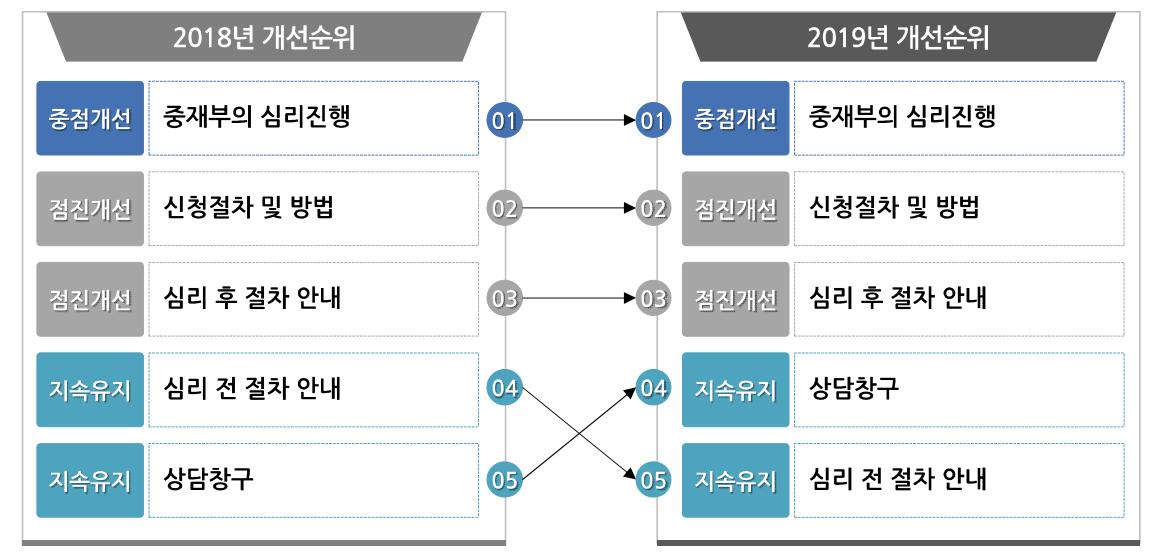 2018년 개선순위
중점개선 중재부의 심리진행 01
점진개선 신청절차 및 방법 02
점진개선 심리 후 절차 안내 03
지속유지 심리 전 절차 안내 04
지속유지 상담창구 05
2019년 개선순위
01 중점개선 중재부의 심리진행
02 점진개선 신청절차 및 방법
03 점진개선 심리 후 절차 안내
04 지속유지 상담창구
05 지속유지 심리 전 절차 안내